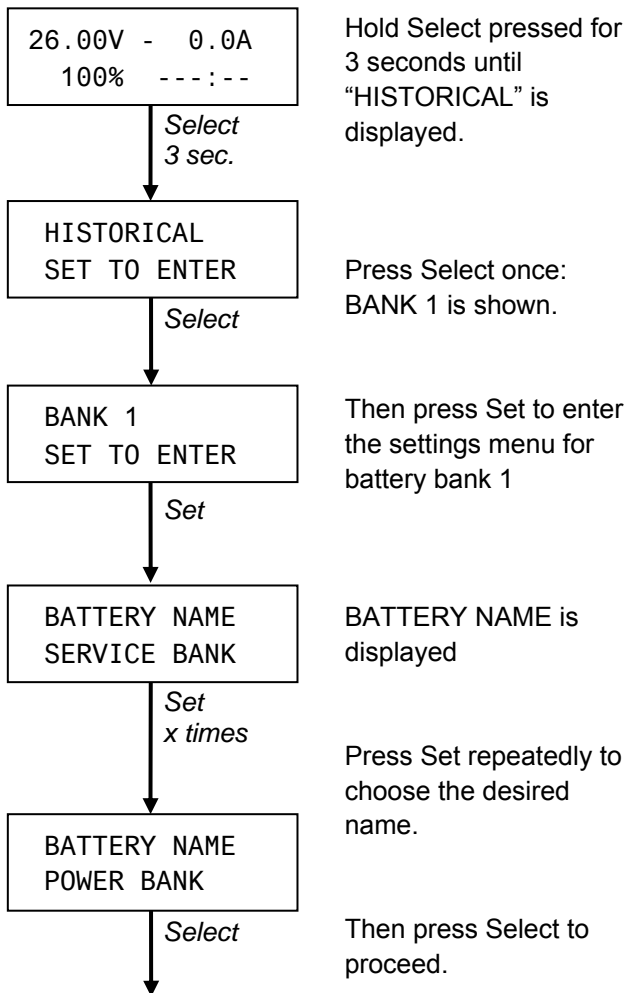 26.00V - 0.0A
100% ---:--
Hold Select pressed for
3 seconds until
“HISTORICAL” is
displayed.
Select
3 sec.
HISTORICAL
SET TO ENTER
Press Select once:
BANK 1 is shown.
Select
BANK 1
SET TO ENTER
Then press Set to enter
the settings menu for
battery bank 1
Set
BATTERY NAME
SERVICE BANK
BATTERY NAME is
displayed
Set
x times
Press Set repeatedly to
choose the desired
name.
BATTERY NAME
POWER BANK
Select
Then press Select to
proceed.